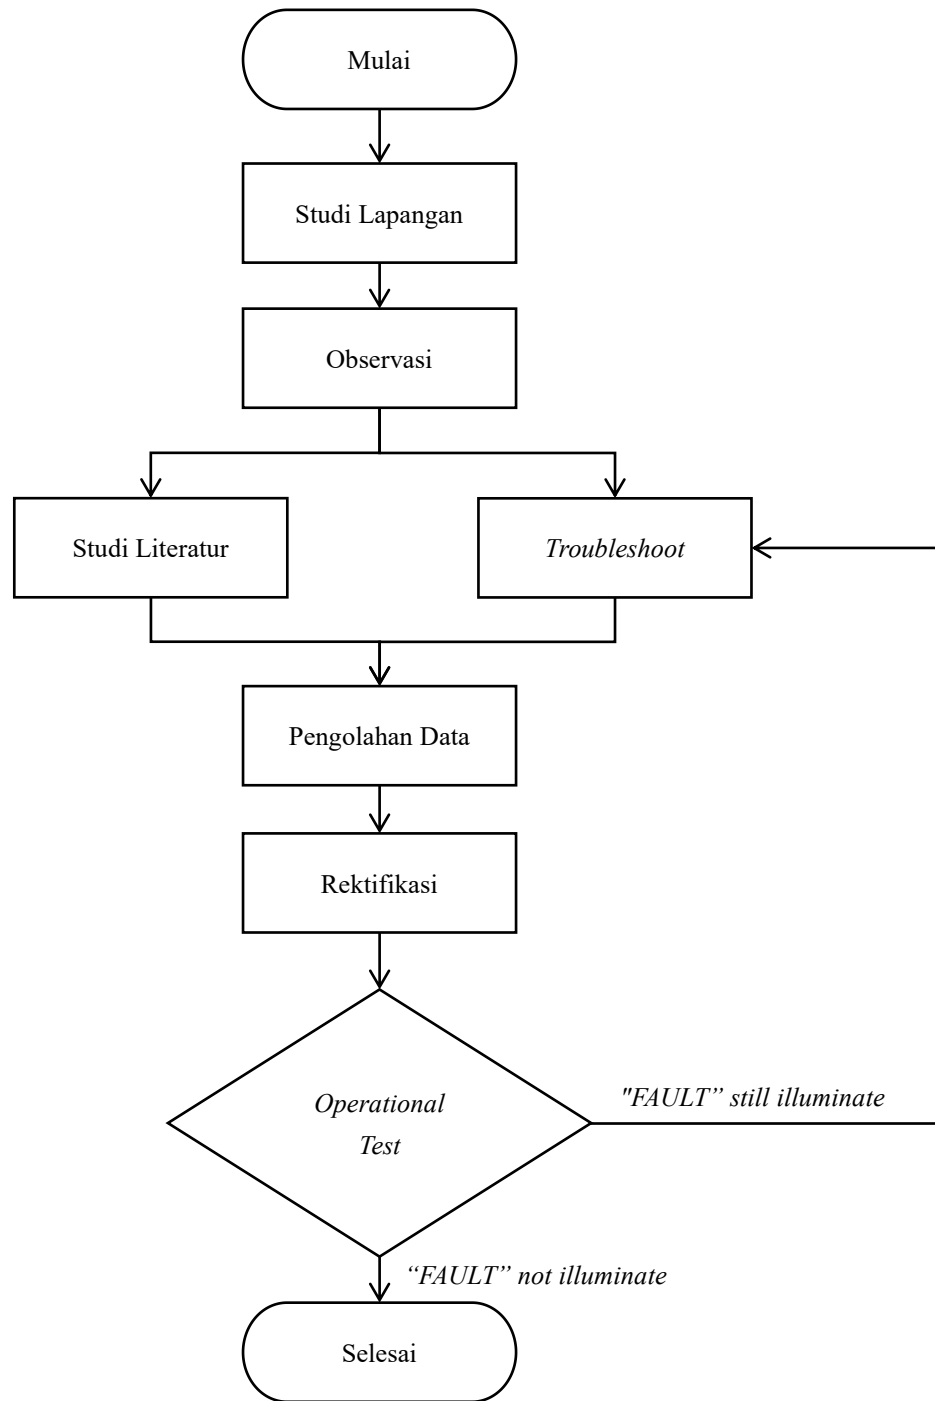 Mulai
Studi Lapangan
Observasi
Studi Literatur
Troubleshoot
Pengolahan Data
Rektifikasi
Operational
Test
"FAULT” still illuminate
“FAULT” not illuminate
Selesai